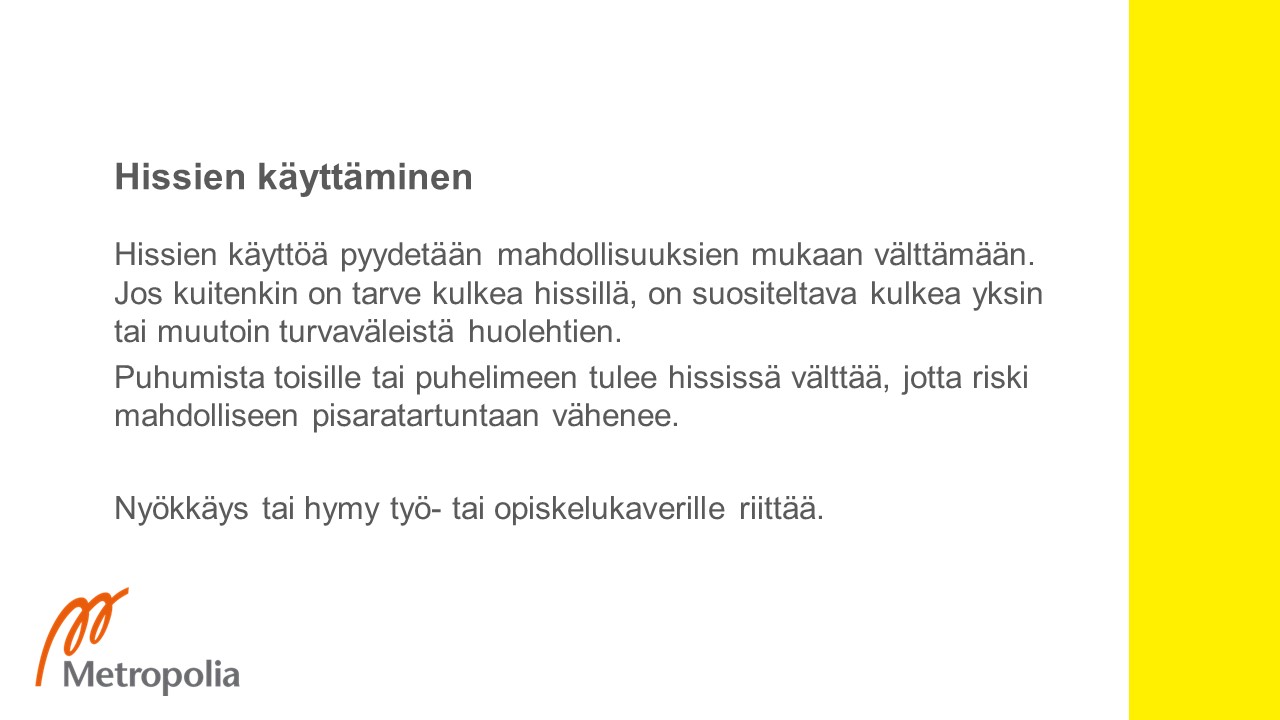 Hissien käyttäminen
Hissien käyttöä pyydetään mahdollisuuksien mukaan välttämään.
Jos kuitenkin on tarve kulkea hissillä, on suositeltava kulkea yksin
tai muutoin turvaväleistä huolehtien.
Puhumista toisille tai puhelimeen tulee hississä välttää, jotta riski
mahdolliseen pisaratartuntaan vähenee.
Nyökkäys tai hymy työ- tai opiskelukaverille riittää.
Metropolia